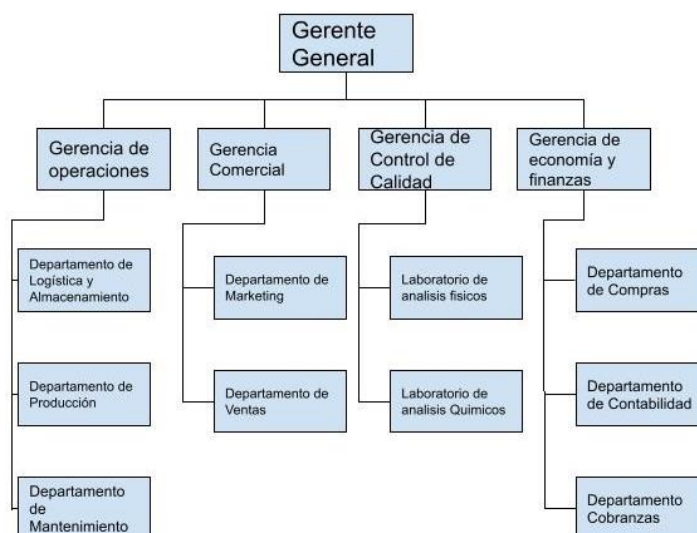 Gerente
General
Gerencia de
operaciones
Gerencia
Comercial
Gerencia de
Control de
Calidad
Gerencia de
economía y
finanzas
Departamento de
Logística y
Almacenamiento
Departamento de
Marketing
Laboratorio de
analisis fisicos
Departamento
de Compras
Departamento de
Producción
Departamento de
Ventas
Laboratorio de
analisis Quimicos
Departamento
de Contabilidad
Departamento
de
Mantenimiento
Departamento
Cobranzas